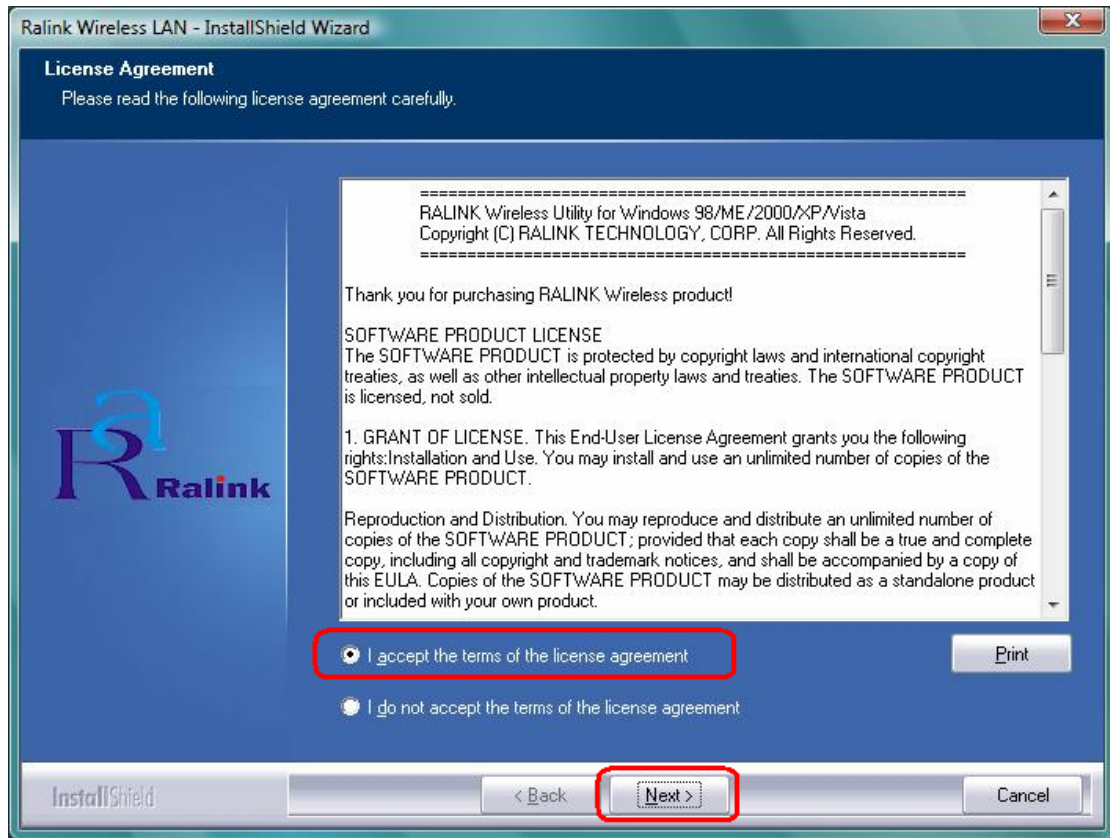 Ralink Wireless LAN - InstallShield Wizard
License Agreement
Please read the following license agreement carefully.
==========================================================
RALINK Wireless Utility for Windows 98/ME/2000/XP/Vista
Copyright (C) RALINK TECHNOLOGY, CORP. All Rights Reserved.
==========================================================
Thank you for purchasing RALINK Wireless product!
SOFTWARE PRODUCT LICENSE
The SOFTWARE PRODUCT is protected by copyright laws and international copyright
treaties, as well as other intellectual property laws and treaties. The SOFTWARE PRODUCT
is licensed, not sold.
1. GRANT OF LICENSE. This End-User License Agreement grants you the following
rights:Installation and Use. You may install and use an unlimited number of copies of the
SOFTWARE PRODUCT.
Reproduction and Distribution. You may reproduce and distribute an unlimited number of
copies of the SOFTWARE PRODUCT; provided that each copy shall be a true and complete
copy, including all copyright and trademark notices, and shall be accompanied by a copy of
this EULA. Copies of the SOFTWARE PRODUCT may be distributed as a standalone product
or included with your own product.
Ra
Ralink
I accept the terms of the license agreement
Print
I do not accept the terms of the license agreement
InstallShield
< Back
Next >
Cancel